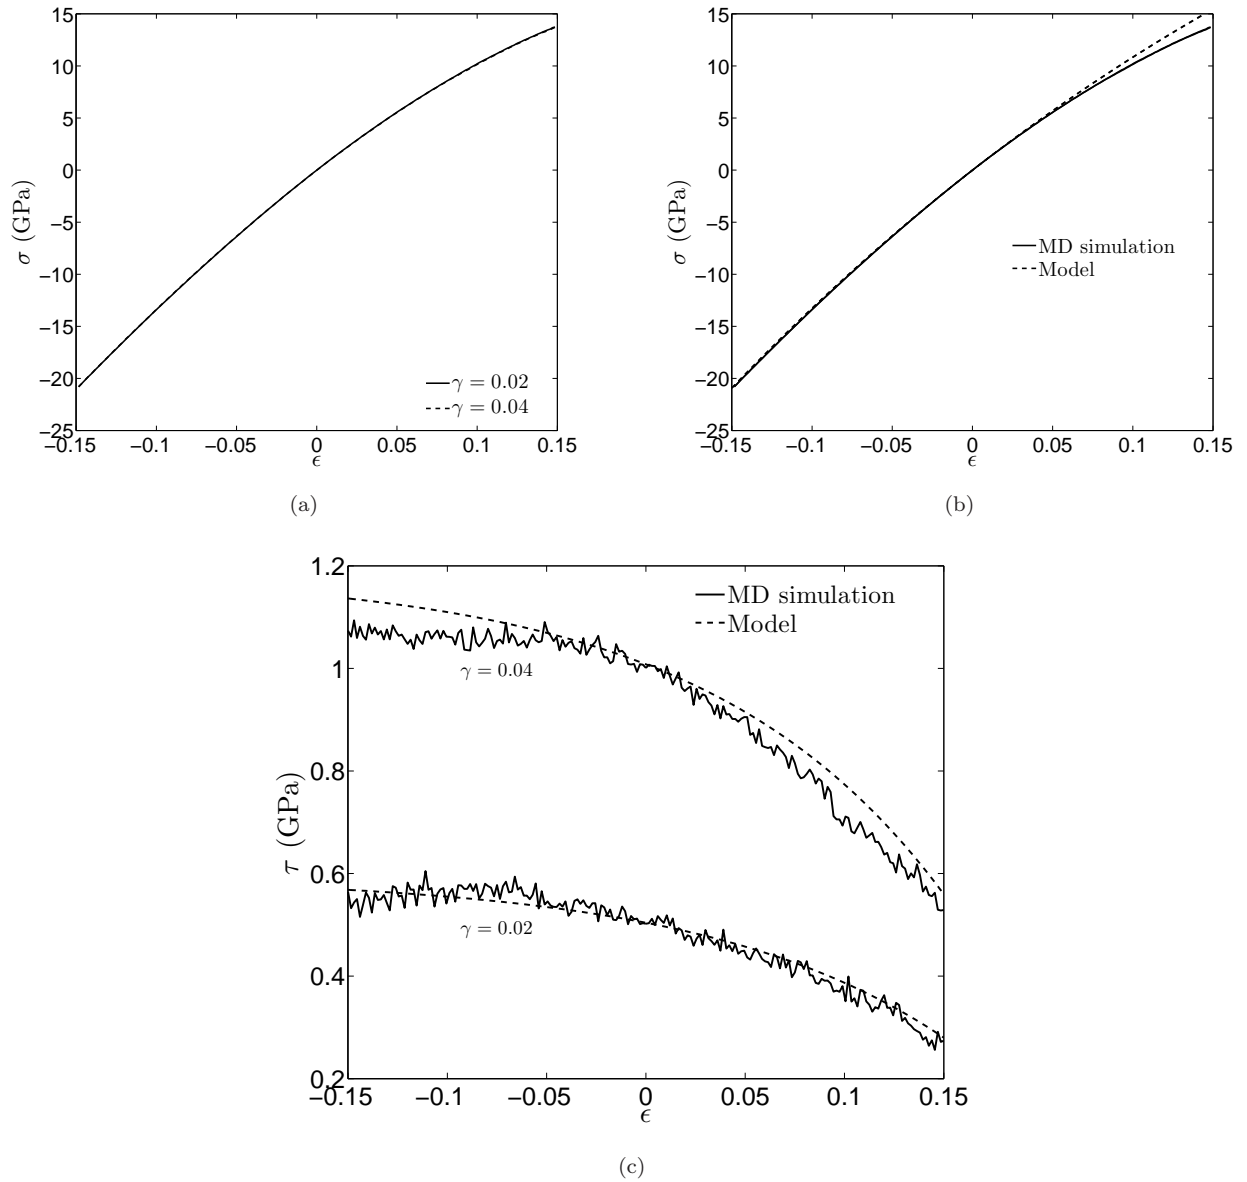 15
10
5
0
−5
−10
−15
−20
−25
σ (GPa)
γ = 0.02
γ = 0.04
−0.15 −0.1 −0.05 0 0.05 0.1 0.15
ϵ
(a)
15
10
5
0
−5
−10
−15
−20
−25
σ (GPa)
MD simulation
Model
−0.15 −0.1 −0.05 0 0.05 0.1 0.15
ϵ
(b)
1.2
1
0.8
0.6
0.4
0.2
τ (GPa)
MD simulation
Model
γ = 0.04
γ = 0.02
−0.15 −0.1 −0.05 0 0.05 0.1 0.15
ϵ
(c)